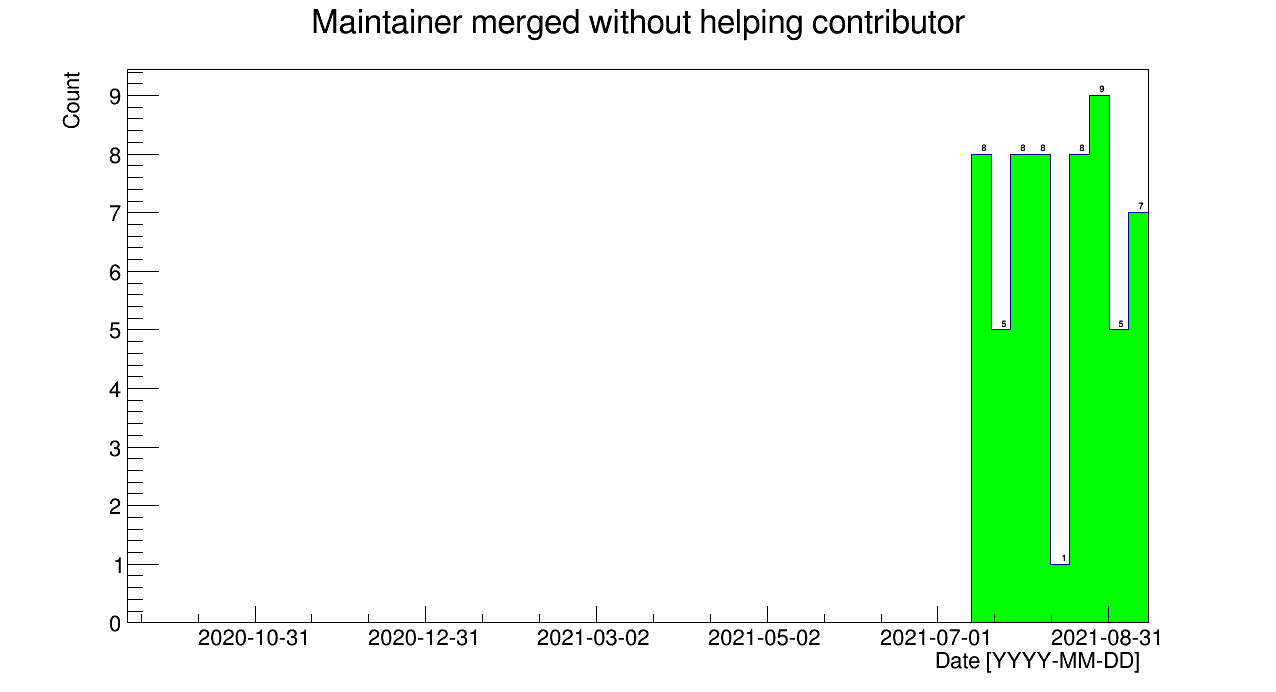 Maintainer merged without helping contributor
Count
9
8
7
6
5
4
3
2
1
0
8 5 8 8 1 8 9 5 7
2020-10-31 2020-12-31 2021-03-02 2021-05-02 2021-07-01 2021-08-31
Date [YYYY-MM-DD]